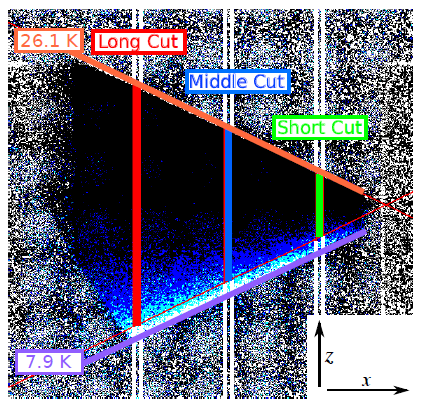 26.1 K
Long Cut
Middle Cut
Short Cut
7.9 K
z
x